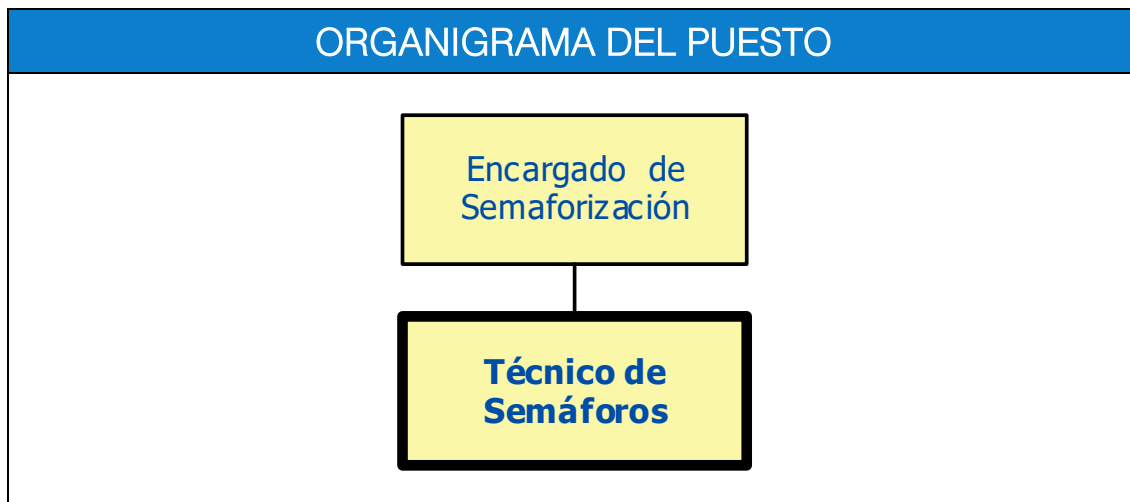 ORGANIGRAMA DEL PUESTO
Encargado de
Semaforización
Técnico de
Semáforos